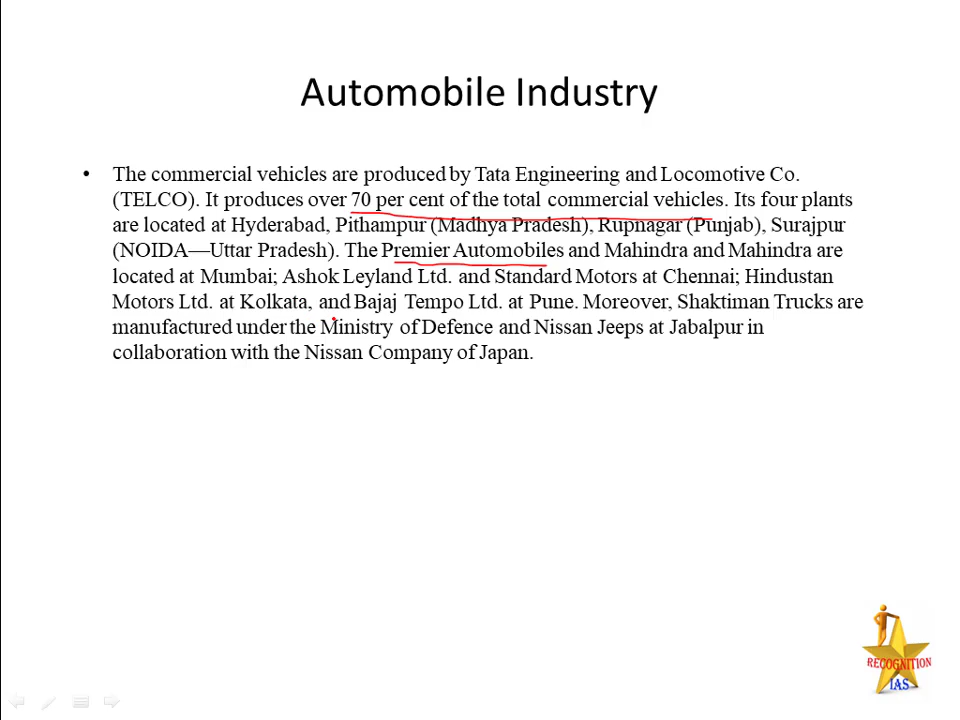 Automobile Industry
• The commercial vehicles are produced by Tata Engineering and Locomotive Co.
(TELCO). It produces over 70 per cent of the total commercial vehicles. Its four plants
are located at Hyderabad, Pithampur (Madhya Pradesh), Rupnagar (Punjab), Surajpur
(NOIDA—Uttar Pradesh). The Premier Automobiles and Mahindra and Mahindra are
located at Mumbai; Ashok Leyland Ltd. and Standard Motors at Chennai; Hindustan
Motors Ltd. at Kolkata, and Bajaj Tempo Ltd. at Pune. Moreover, Shaktiman Trucks are
manufactured under the Ministry of Defence and Nissan Jeeps at Jabalpur in
collaboration with the Nissan Company of Japan.
RECOGNITION
IAS